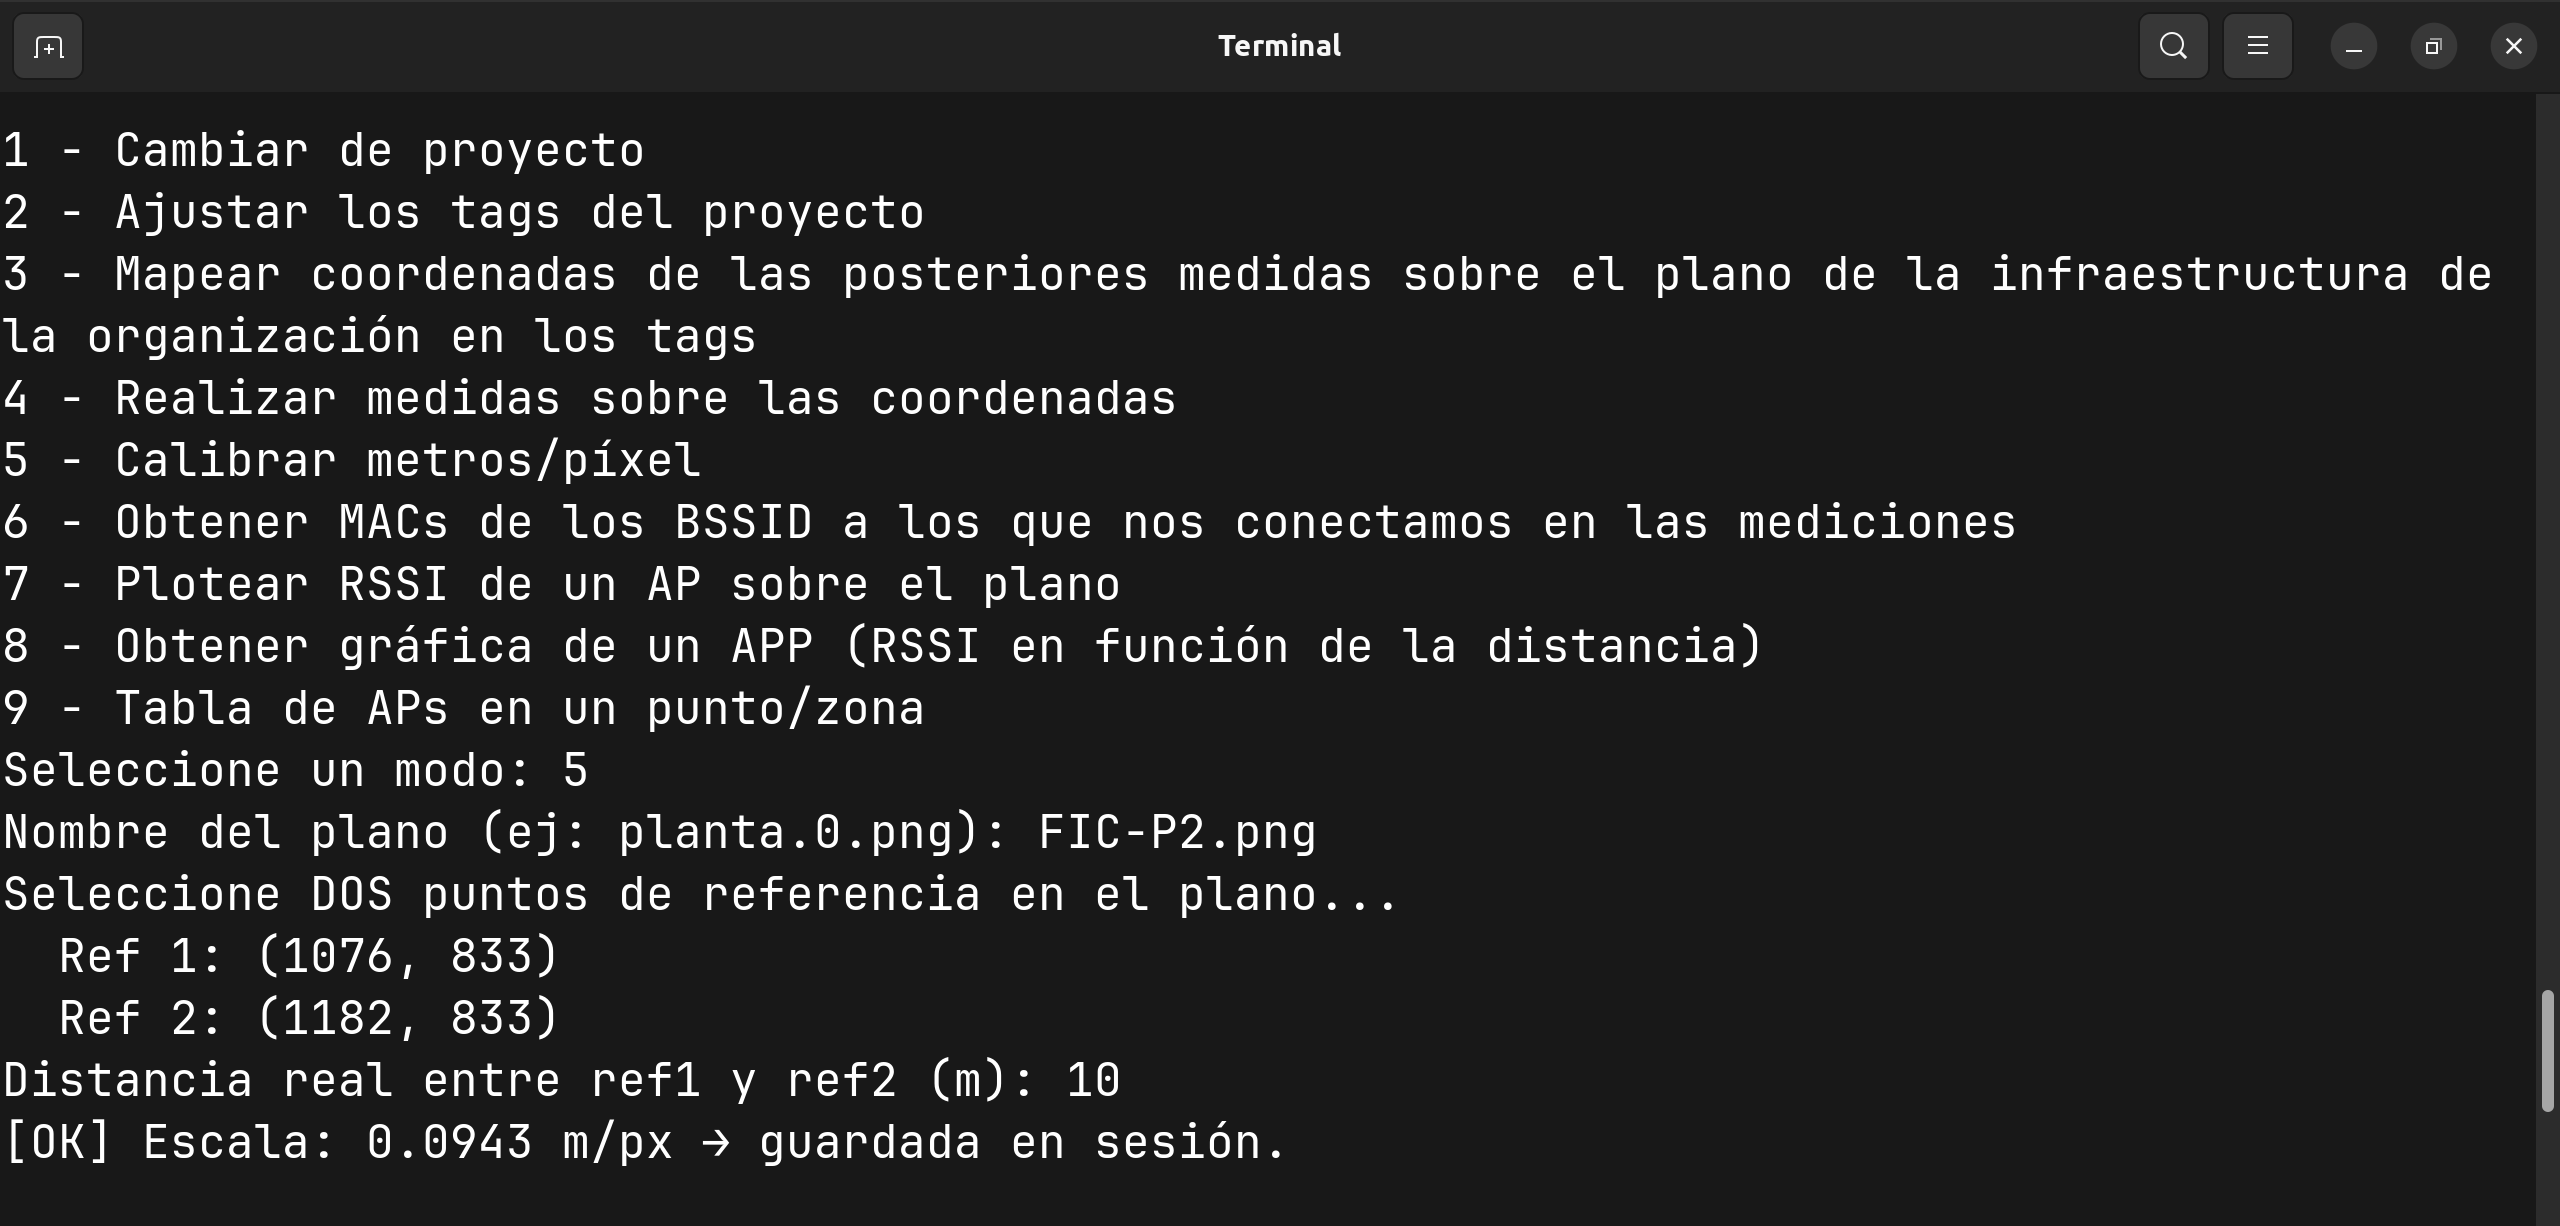 Terminal
1 - Cambiar de proyecto
2 - Ajustar los tags del proyecto
3 - Mapear coordenadas de las posteriores medidas sobre el plano de la infraestructura de
la organización en los tags
4 - Realizar medidas sobre las coordenadas
5 - Calibrar metros/píxel
6 - Obtener MACs de los BSSID a los que nos conectamos en las mediciones
7 - Plotear RSSI de un AP sobre el plano
8 - Obtener gráfica de un APP (RSSI en función de la distancia)
9 - Tabla de APs en un punto/zona
Seleccione un modo: 5
Nombre del plano (ej: planta.0.png): FIC-P2.png
Seleccione DOS puntos de referencia en el plano...
  Ref 1: (1076, 833)
  Ref 2: (1182, 833)
Distancia real entre ref1 y ref2 (m): 10
[OK] Escala: 0.0943 m/px → guardada en sesión.